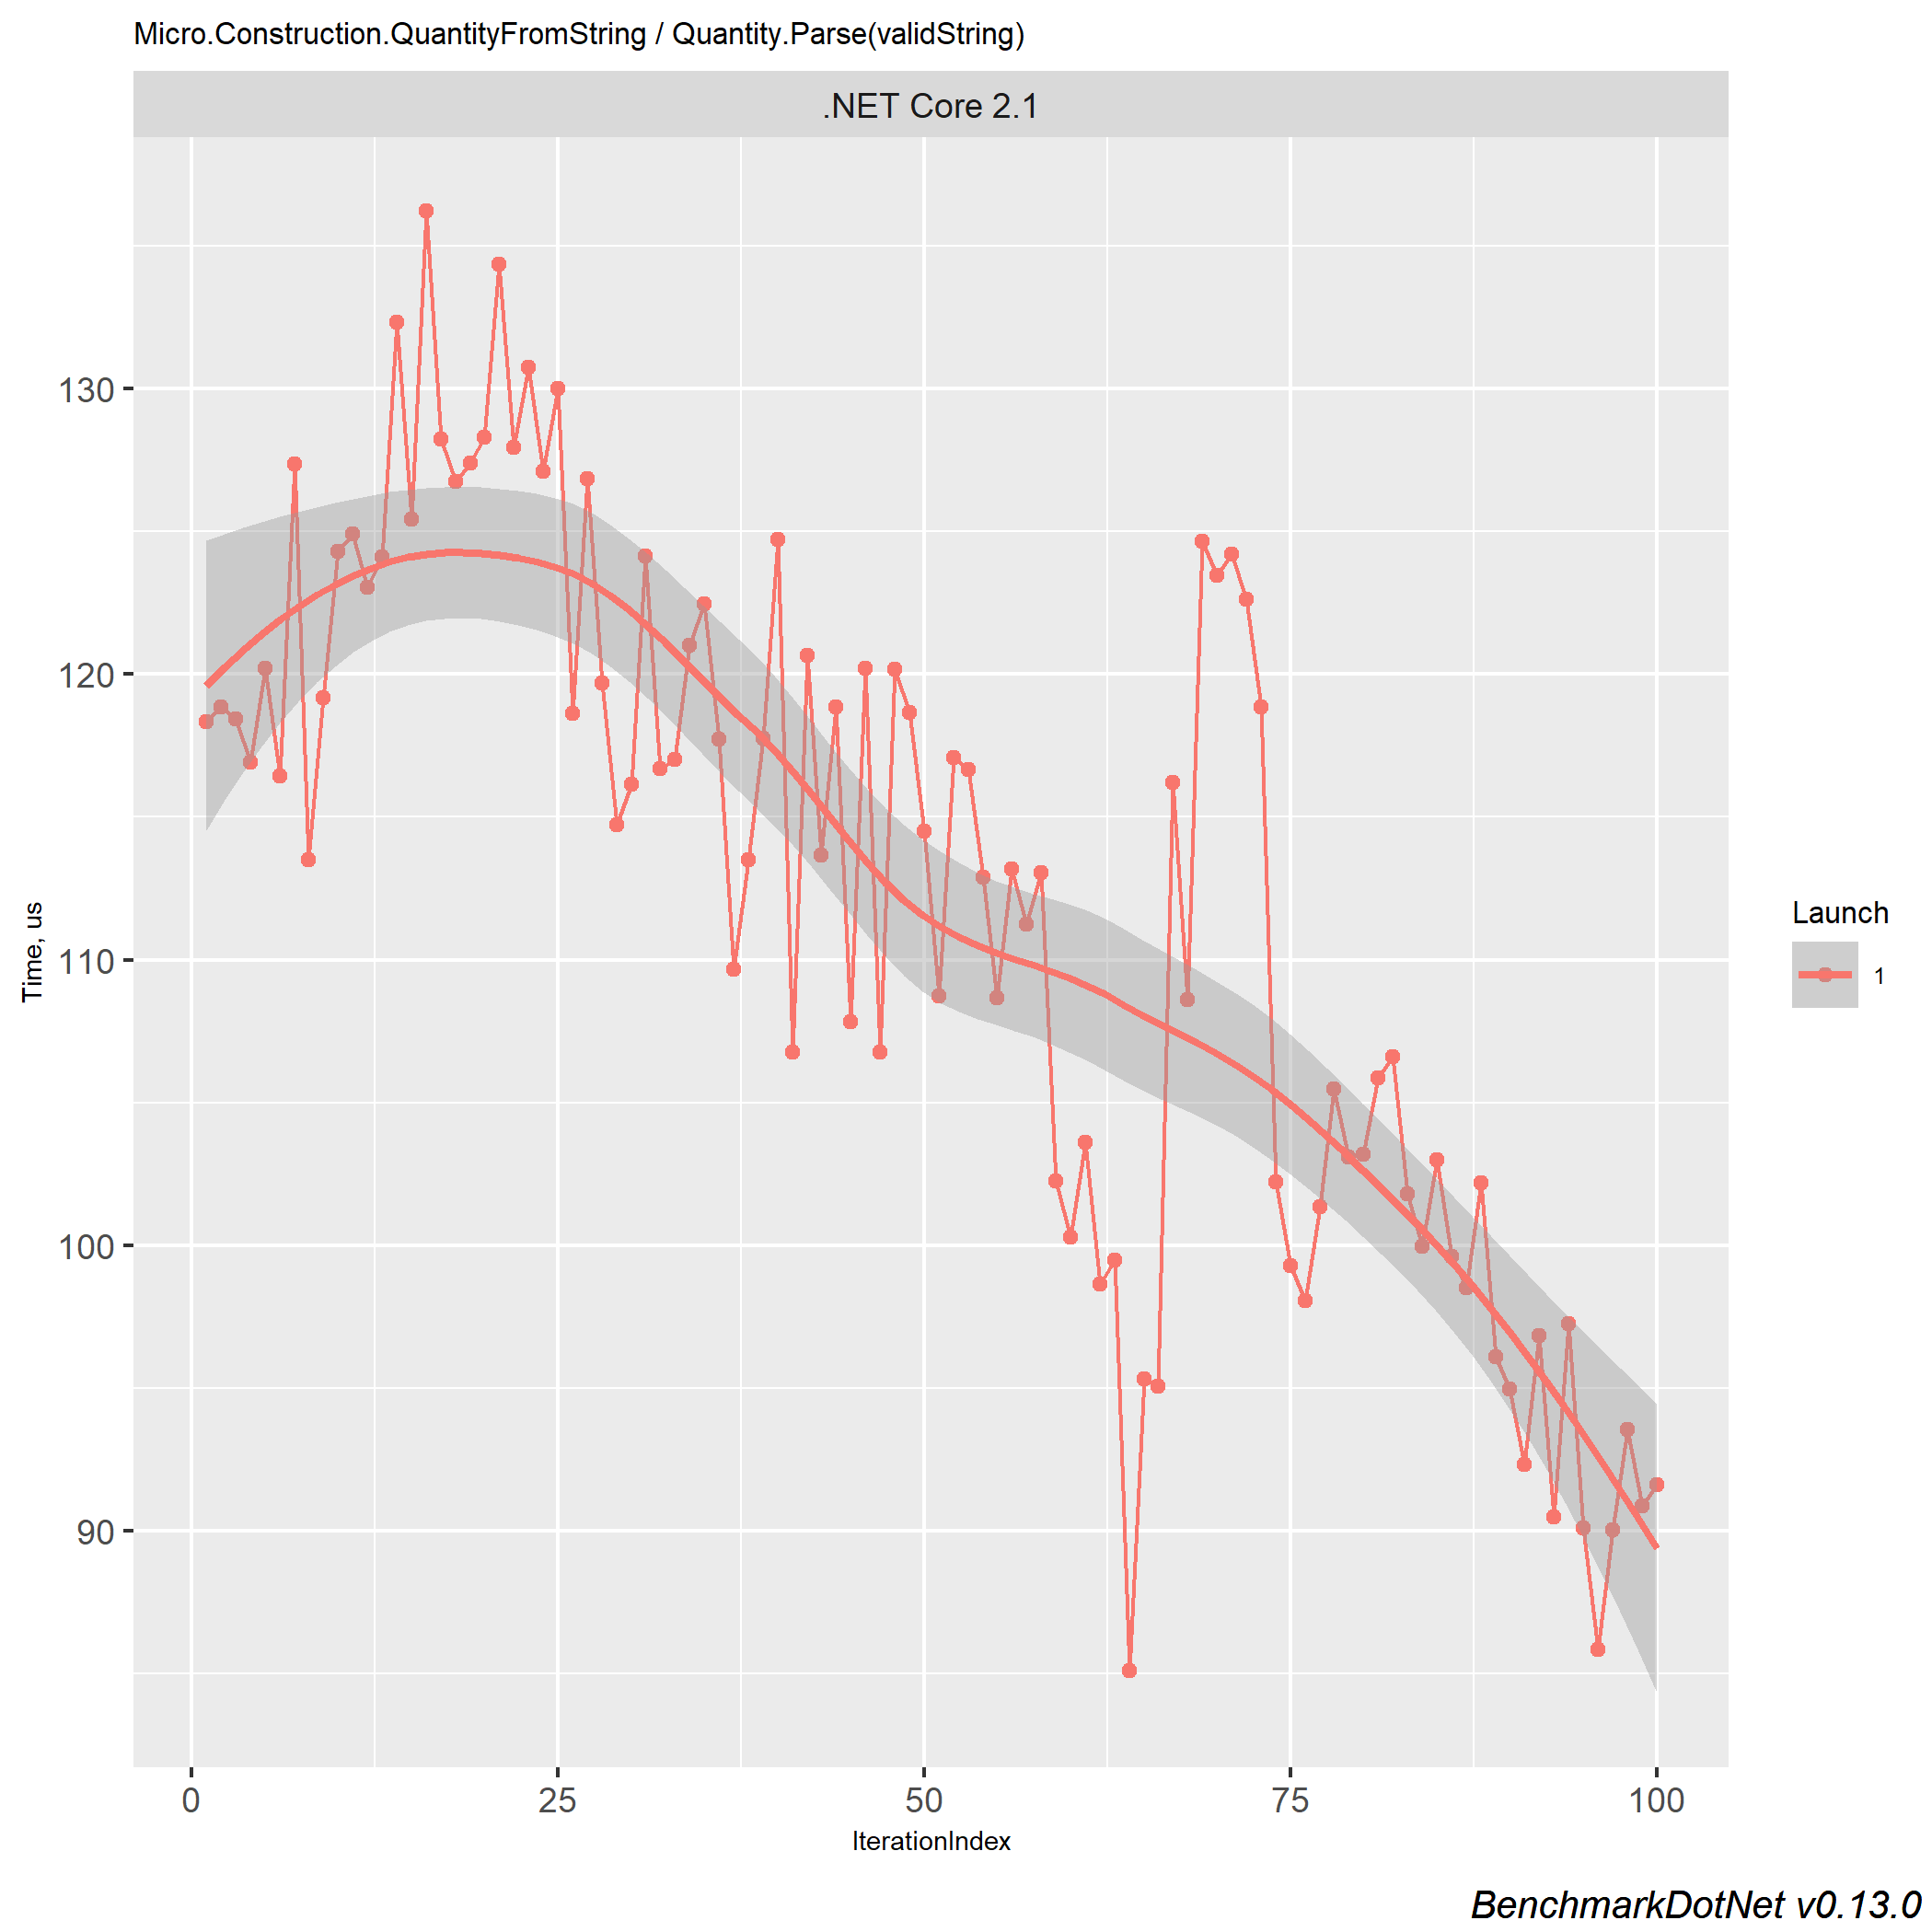 Micro.Construction.QuantityFromString / Quantity.Parse(validString)
.NET Core 2.1
130
120
110
100
90
Time, us
0 25 50 75 100
IterationIndex
Launch
1
BenchmarkDotNet v0.13.0